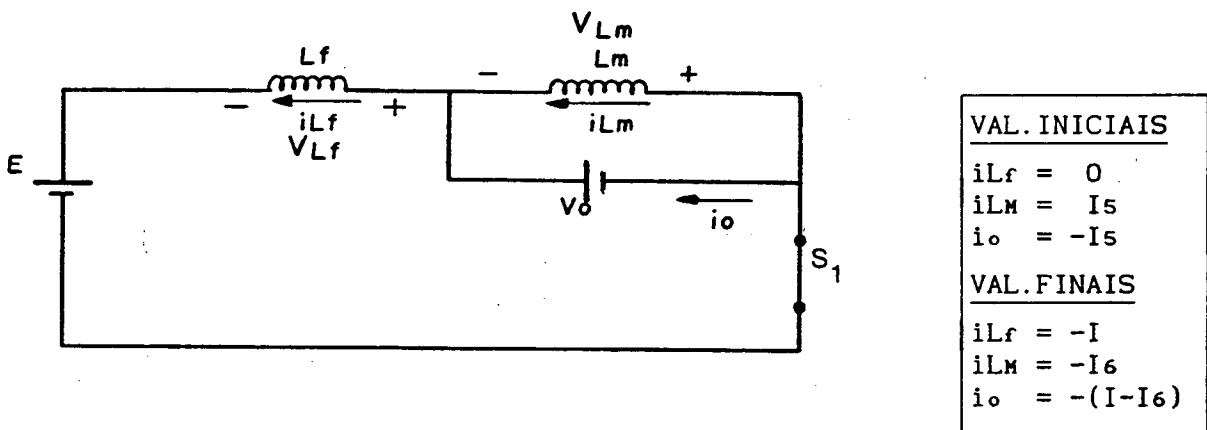 VLm
Lf
Lm
- +
- +
iLf
iLm
VLf
E
Vo
io
S1
VAL. INICIAIS
iLf = 0
iLM = I5
io = -I5
VAL. FINAIS
iLf = -I
iLM = -I6
io = -(I-I6)